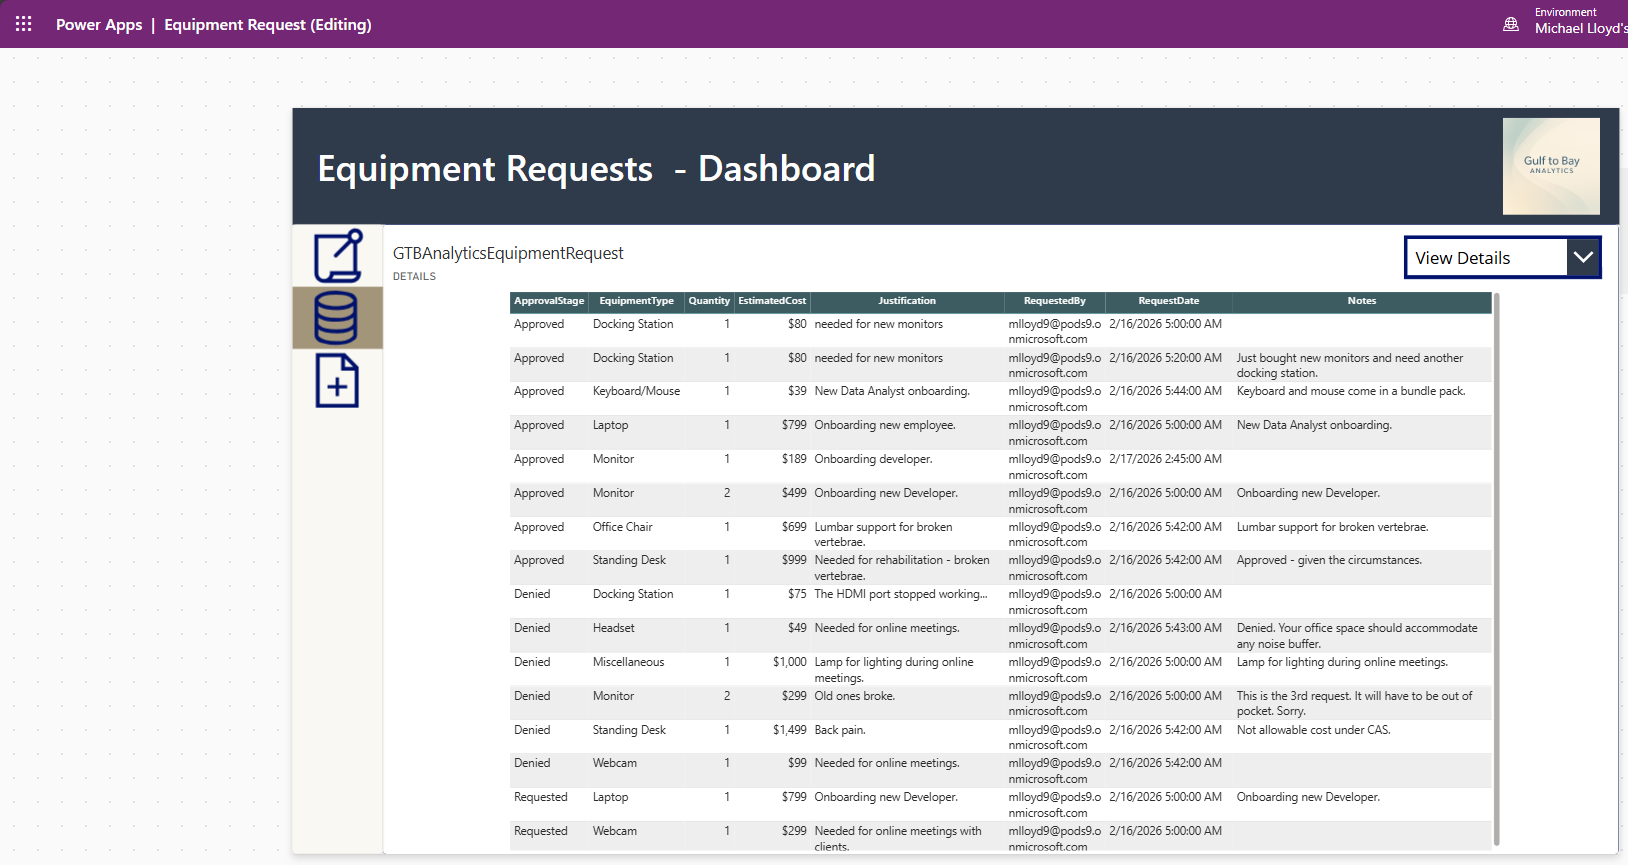 Power Apps | Equipment Request (Editing)
Environment
Michael Lloyd's
Equipment Requests - Dashboard
Gulf to Bay
ANALYTICS
GTBAnalyticsEquipmentRequest
DETAILS
View Details
ApprovalStage EquipmentType Quantity EstimatedCost Justification RequestedBy RequestDate Notes
Approved Docking Station 1 $80 needed for new monitors mlloyd9@pods9.o 2/16/2026 5:00:00 AM
nmicrosoft.com
Approved Docking Station 1 $80 needed for new monitors mlloyd9@pods9.o 2/16/2026 5:20:00 AM Just bought new monitors and need another
nmicrosoft.com docking station.
Approved Keyboard/Mouse 1 $39 New Data Analyst onboarding. mlloyd9@pods9.o 2/16/2026 5:44:00 AM Keyboard and mouse come in a bundle pack.
nmicrosoft.com
Approved Laptop 1 $799 Onboarding new employee. mlloyd9@pods9.o 2/16/2026 5:00:00 AM New Data Analyst onboarding.
nmicrosoft.com
Approved Monitor 1 $189 Onboarding developer. mlloyd9@pods9.o 2/17/2026 2:45:00 AM
nmicrosoft.com
Approved Monitor 2 $499 Onboarding new Developer. mlloyd9@pods9.o 2/16/2026 5:00:00 AM Onboarding new Developer.
nmicrosoft.com
Approved Office Chair 1 $699 Lumbar support for broken mlloyd9@pods9.o 2/16/2026 5:42:00 AM Lumbar support for broken vertebrae.
vertebrae. nmicrosoft.com
Approved Standing Desk 1 $999 Needed for rehabilitation - broken mlloyd9@pods9.o 2/16/2026 5:42:00 AM Approved - given the circumstances.
vertebrae. nmicrosoft.com
Denied Docking Station 1 $75 The HDMI port stopped working... mlloyd9@pods9.o 2/16/2026 5:00:00 AM
nmicrosoft.com
Denied Headset 1 $49 Needed for online meetings. mlloyd9@pods9.o 2/16/2026 5:43:00 AM Denied. Your office space should accommodate
nmicrosoft.com any noise buffer.
Denied Miscellaneous 1 $1,000 Lamp for lighting during online mlloyd9@pods9.o 2/16/2026 5:00:00 AM Lamp for lighting during online meetings.
meetings. nmicrosoft.com
Denied Monitor 2 $299 Old ones broke. mlloyd9@pods9.o 2/16/2026 5:00:00 AM This is the 3rd request. It will have to be out of
nmicrosoft.com pocket. Sorry.
Denied Standing Desk 1 $1,499 Back pain. mlloyd9@pods9.o 2/16/2026 5:42:00 AM Not allowable cost under CAS.
nmicrosoft.com
Denied Webcam 1 $99 Needed for online meetings. mlloyd9@pods9.o 2/16/2026 5:42:00 AM
nmicrosoft.com
Requested Laptop 1 $799 Onboarding new Developer. mlloyd9@pods9.o 2/16/2026 5:00:00 AM Onboarding new Developer.
nmicrosoft.com
Requested Webcam 1 $299 Needed for online meetings with mlloyd9@pods9.o 2/16/2026 5:00:00 AM
clients. nmicrosoft.com